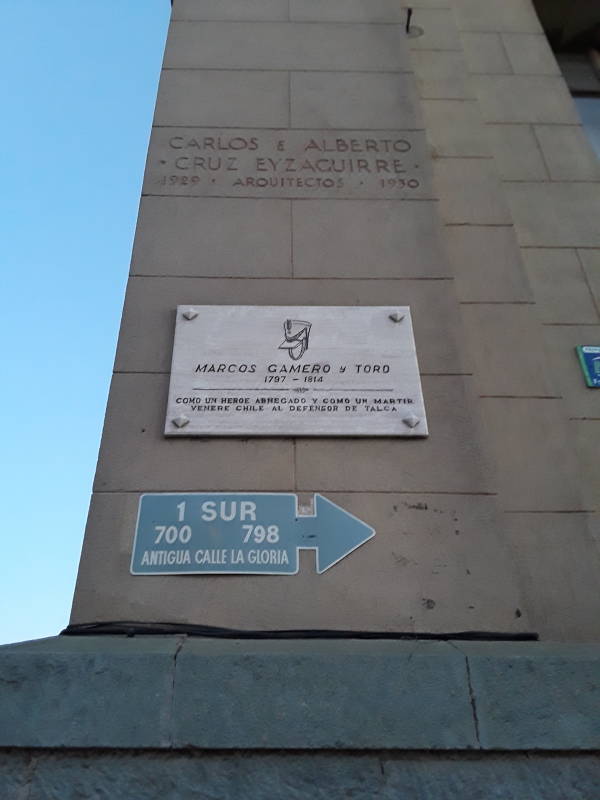 CARLOS E ALBERTO
· CRUZ EYZAGUIRRE ·
1929 · ARQUITECTOS · 1930
MARCOS GAMERO y TORO
1797 - 1814
COMO UN HEROE ABNEGADO Y COMO UN MARTIR
VENERE CHILE AL DEFENSOR DE TALCA
1 SUR
700 798
ANTIGUA CALLE LA GLORIA